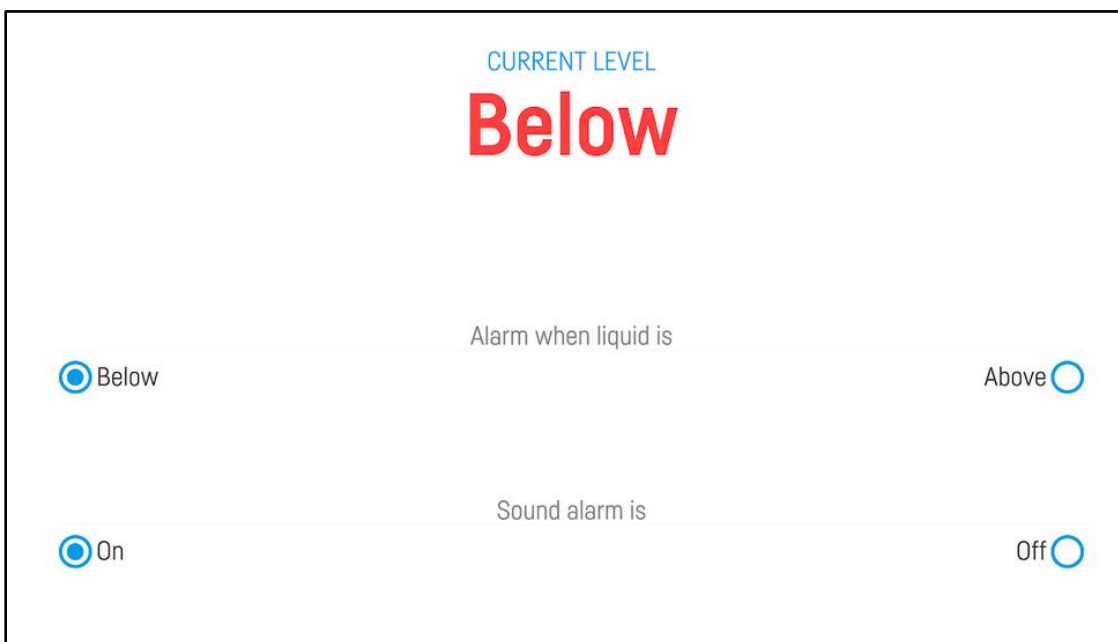 CURRENT LEVEL
Below
Alarm when liquid is
Below Above
Sound alarm is
On Off